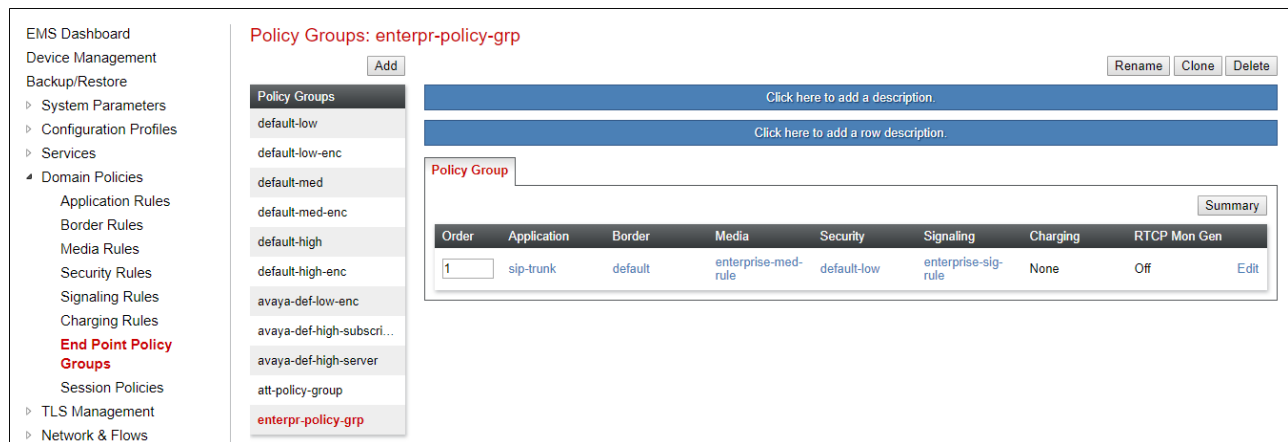 EMS Dashboard
Device Management
Backup/Restore
System Parameters
Configuration Profiles
Services
Domain Policies
Application Rules
Border Rules
Media Rules
Security Rules
Signaling Rules
Charging Rules
End Point Policy
Groups
Session Policies
TLS Management
Network & Flows
Policy Groups: enterpr-policy-grp
Add
Rename Clone Delete
Policy Groups
default-low
default-low-enc
default-med
default-med-enc
default-high
default-high-enc
avaya-def-low-enc
avaya-def-high-subscri...
avaya-def-high-server
att-policy-group
enterpr-policy-grp
Click here to add a description.
Click here to add a row description.
Policy Group
Summary
Order Application Border Media Security Signaling Charging RTCP Mon Gen
1 sip-trunk default enterprise-med-rule default-low enterprise-sig-rule None Off Edit